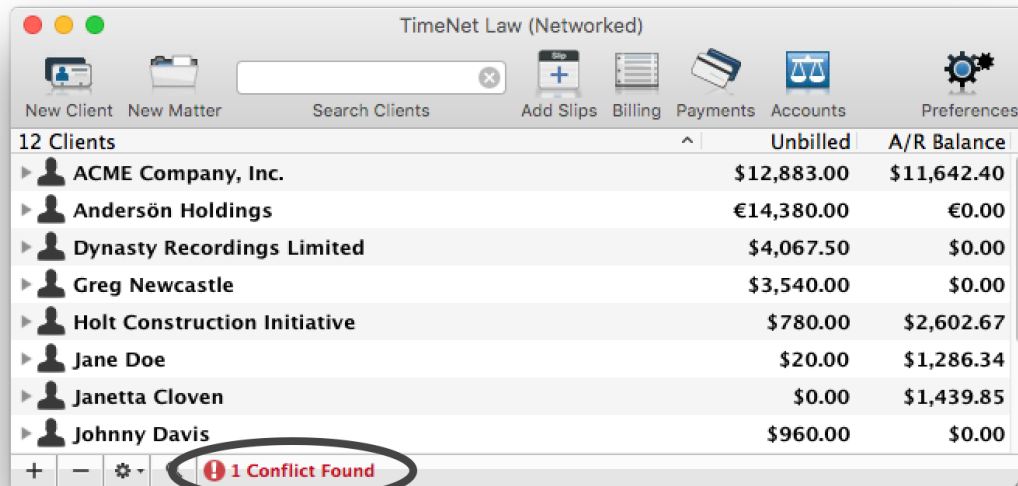 TimeNet Law (Networked)
Slip
New Client New Matter Search Clients Add Slips Billing Payments Accounts Preferences
12 Clients Unbilled A/R Balance
ACME Company, Inc. $12,883.00 $11,642.40
Andersön Holdings €14,380.00 €0.00
Dynasty Recordings Limited $4,067.50 $0.00
Greg Newcastle $3,540.00 $0.00
Holt Construction Initiative $780.00 $2,602.67
Jane Doe $20.00 $1,286.34
Janetta Cloven $0.00 $1,439.85
Johnny Davis $960.00 $0.00
1 Conflict Found